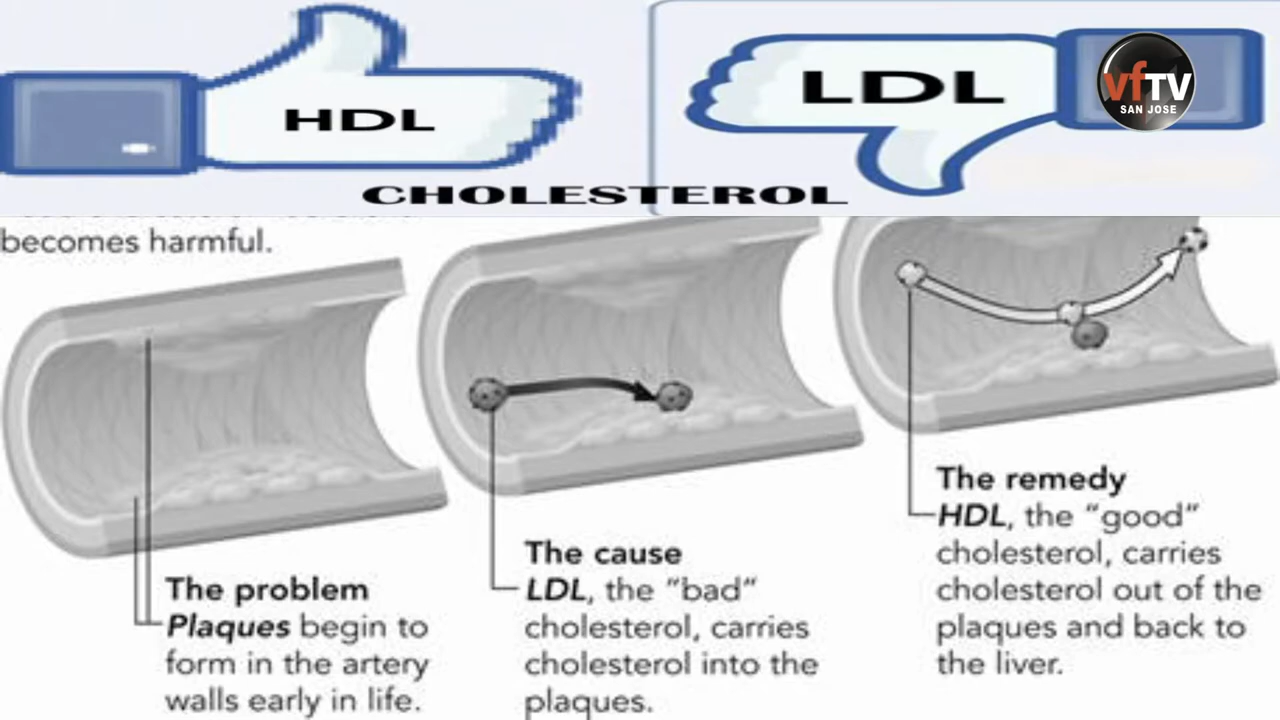 HDL
LDL
vfTV
SAN JOSE
CHOLESTEROL
becomes harmful.
The problem
Plaques begin to
form in the artery
walls early in life.
The cause
LDL, the “bad”
cholesterol, carries
cholesterol into the
plaques.
The remedy
HDL, the “good”
cholesterol, carries
cholesterol out of the
plaques and back to
the liver.